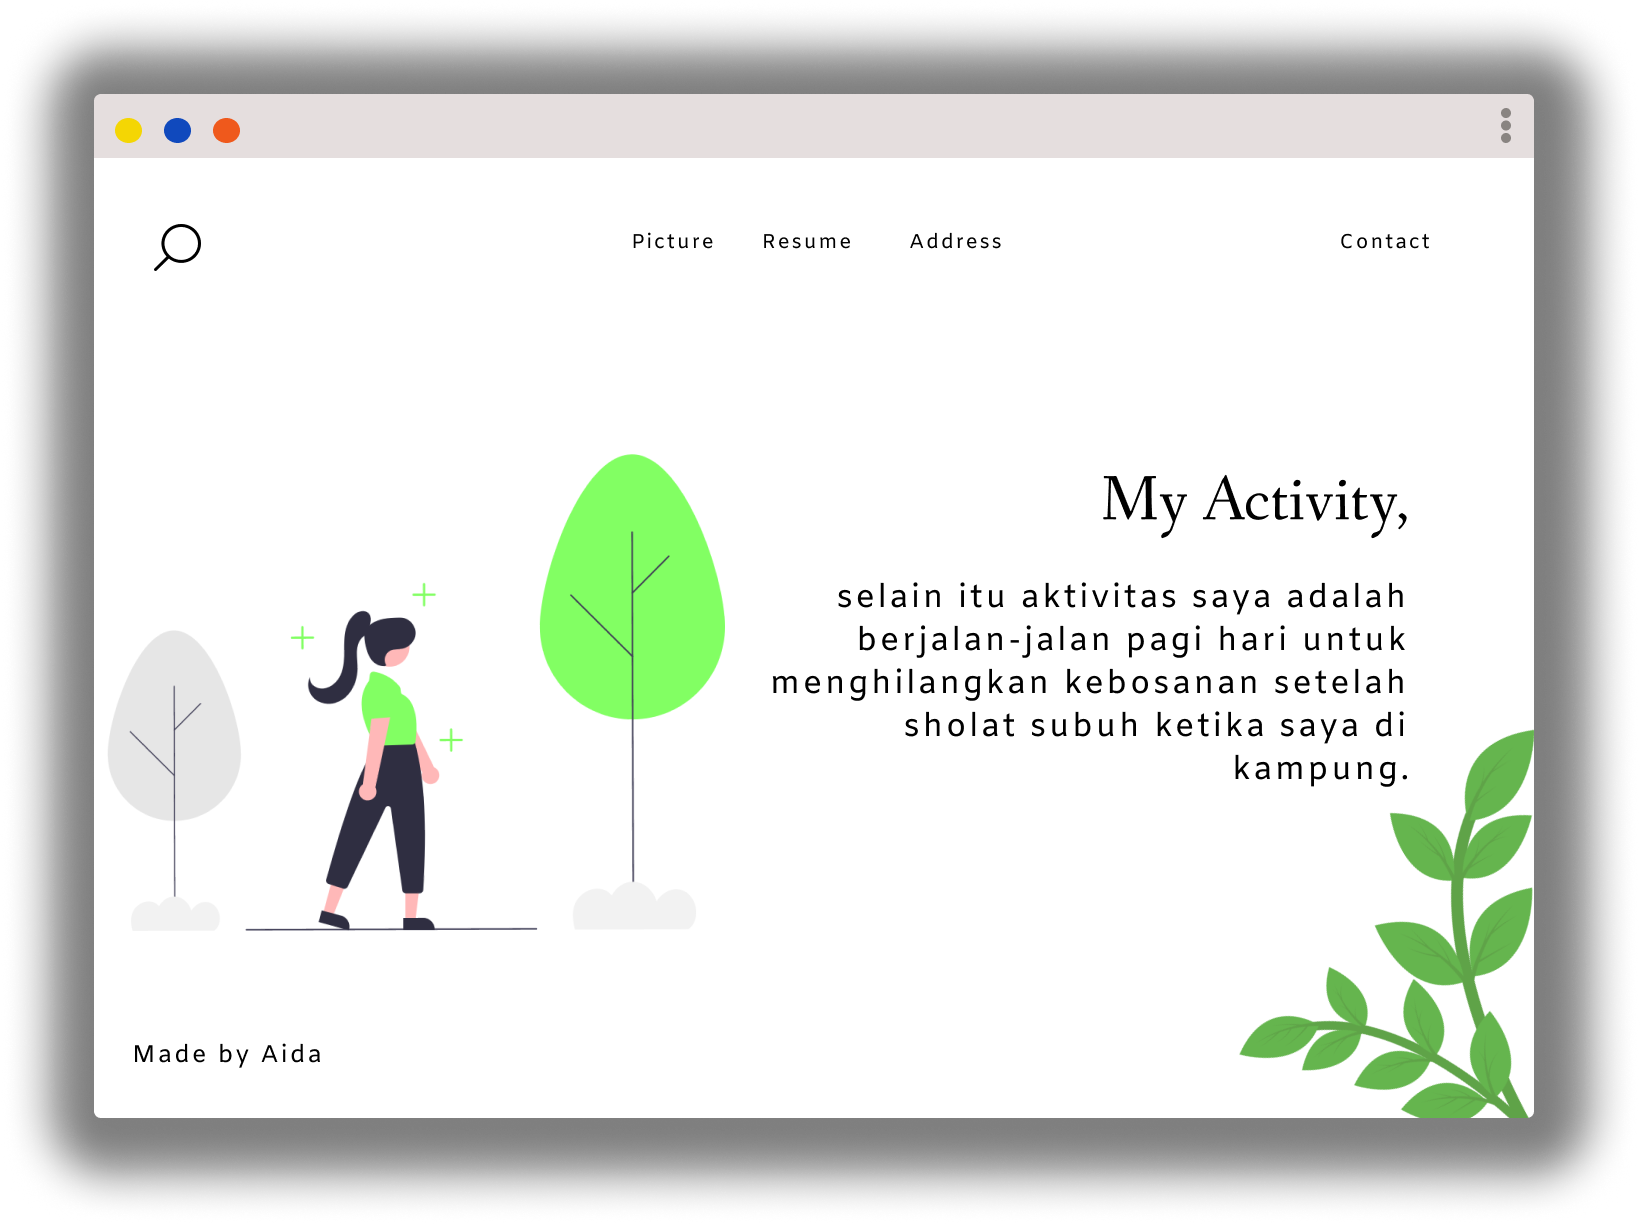 Picture Resume Address Contact
My Activity,
selain itu aktivitas saya adalah
berjalan-jalan pagi hari untuk
menghilangkan kebosanan setelah
sholat subuh ketika saya di
kampung.
Made by Aida